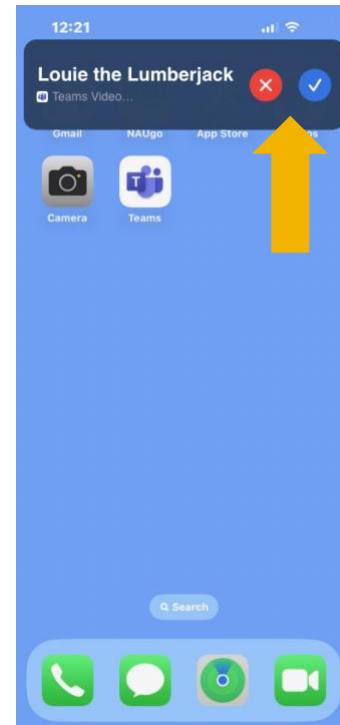 12:21
Louie the Lumberjack
Teams Video...
Gmail NAUgo App Store
Camera Teams
Search